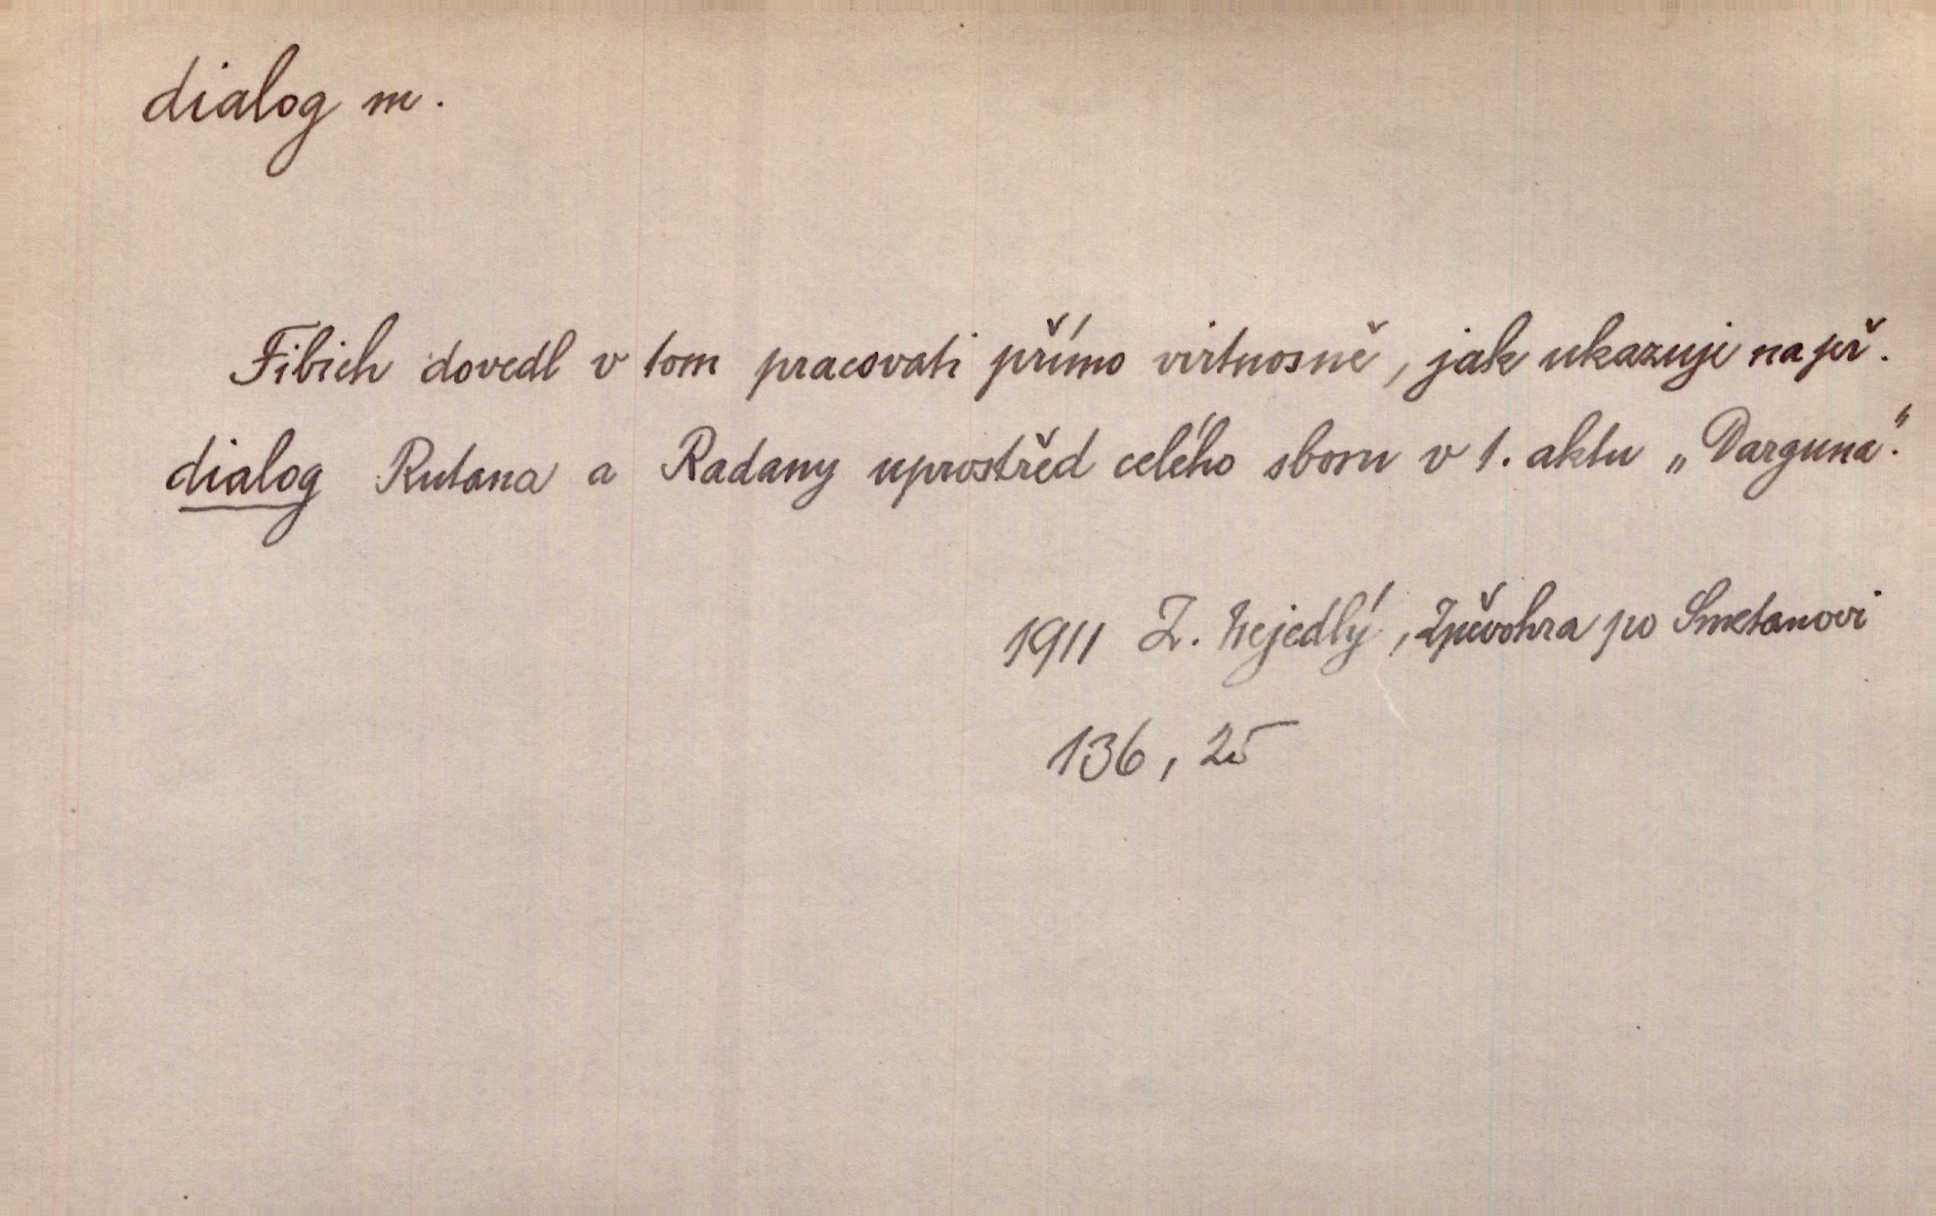 dialog m.
Fibich dovedl v tom pracovati přímo virtuosně, jak ukazuje např.
dialog Rutana a Radany uprostřed celého sboru v 1. aktu „Darguna".
1911 Z. Nejedlý, Zpěvohra po Smetanovi
136, 25